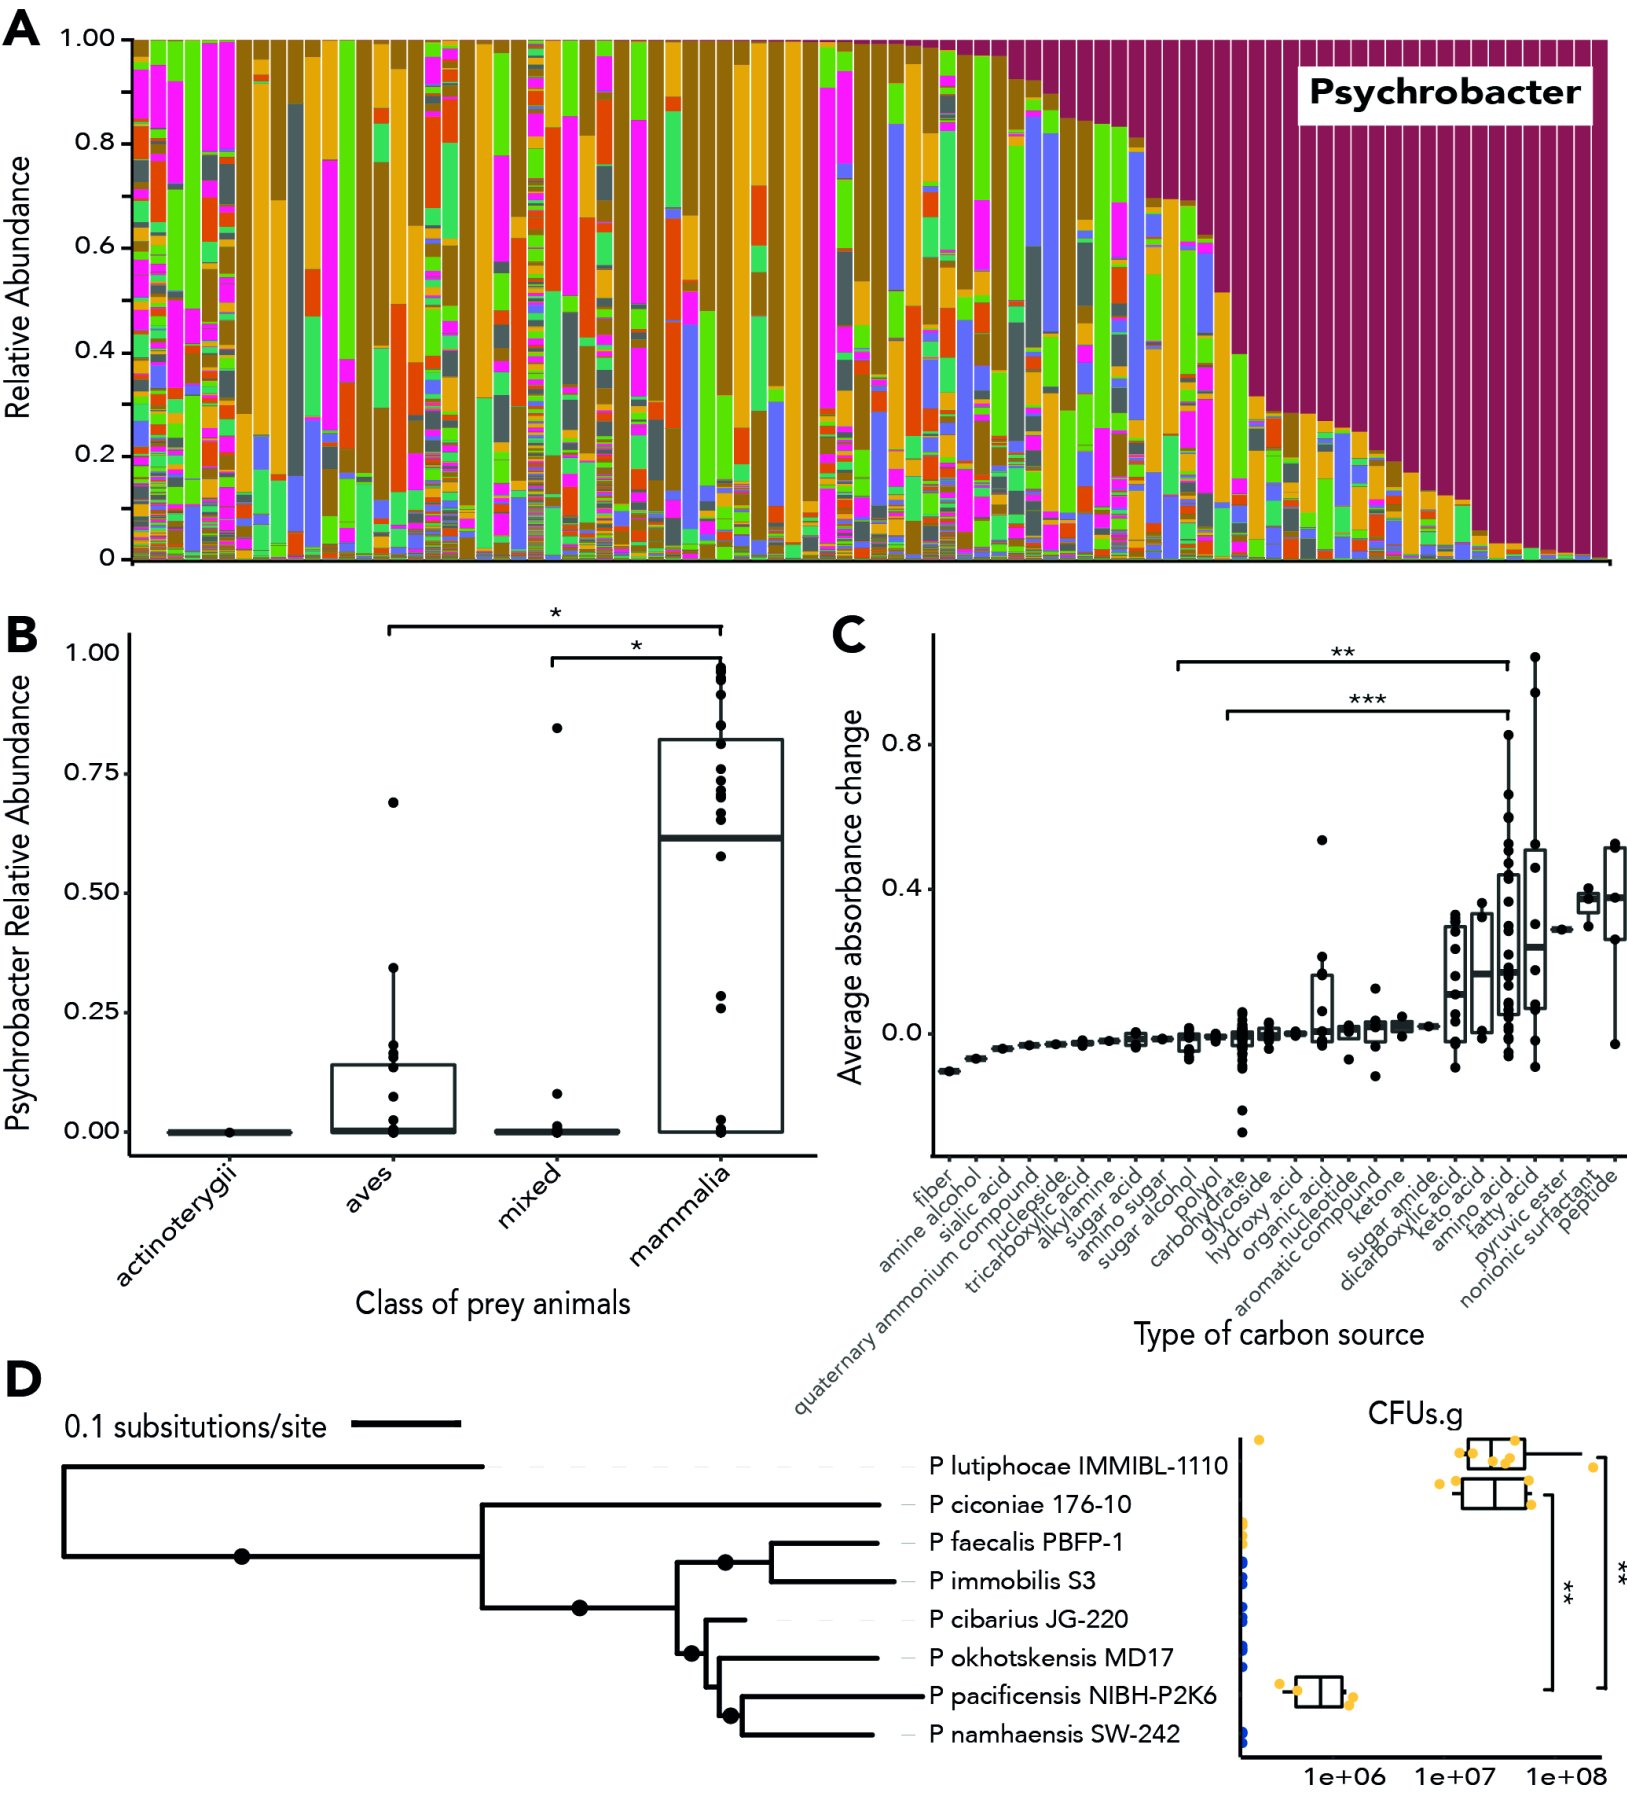 A
1.00
0.8
0.6
0.4
0.2
0
Relative Abundance
Psychrobacter
B
*
*
1.00
0.75
0.50
0.25
0.00
Psychrobacter Relative Abundance
actinoterygii
aves
mixed
mammalia
Class of prey animals
C
**
***
0.8
0.4
0.0
Average absorbance change
fiber
amine alcohol
sialic acid
quaternary ammonium compound
nucleoside
tricarboxylic acid
alkylamine
sugar acid
amino sugar
sugar alcohol
polyol
carbohydrate
glycoside
hydroxy acid
organic acid
nucleotide
aromatic compound
ketone
sugar amide
dicarboxylic acid
keto acid
amino acid
fatty acid
pyruvic ester
nonionic surfactant
peptide
Type of carbon source
D
0.1 subsitutions/site
CFUs.g
P lutiphocae IMMIBL-1110
P ciconiae 176-10
P faecalis PBFP-1
P immobilis S3
P cibarius JG-220
P okhotskensis MD17
P pacificensis NIBH-P2K6
P namhaensis SW-242
**
**
1e+06
1e+07
1e+08